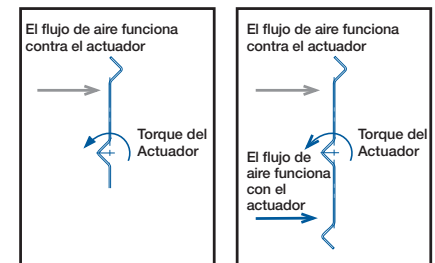 El flujo de aire funciona
contra el actuador
Torque del
Actuador
El flujo de aire funciona
contra el actuador
Torque del
Actuador
El flujo de
aire funciona
con el
actuador